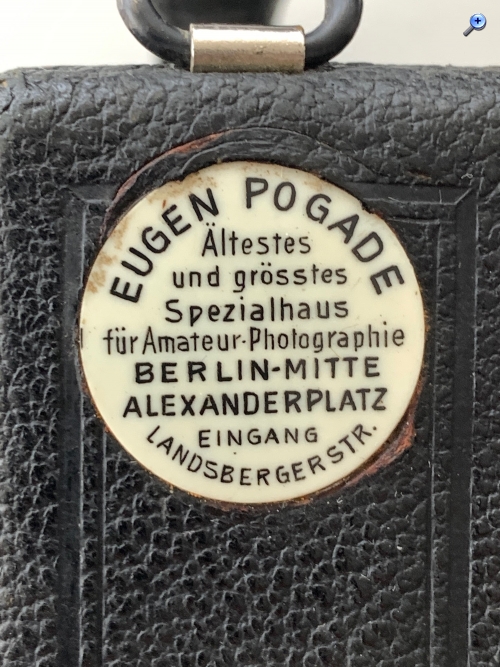 EUGEN POGADE
Ältestes
und grösstes
Spezialhaus
für Amateur-Photographie
BERLIN-MITTE
ALEXANDERPLATZ
EINGANG
LANDSBERGERSTR.